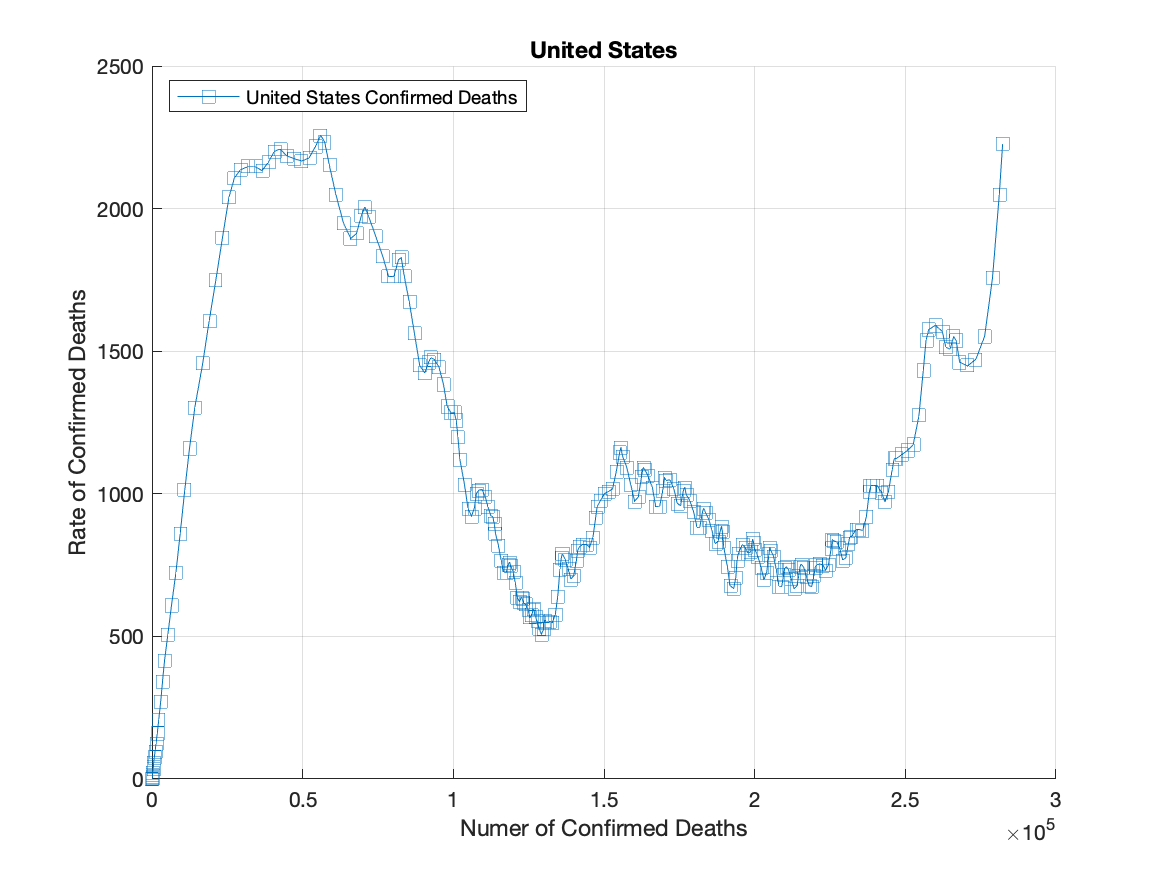 United States
United States Confirmed Deaths
Rate of Confirmed Deaths
2500
2000
1500
1000
500
0
0 0.5 1 1.5 2 2.5 3
Numer of Confirmed Deaths
×10^5